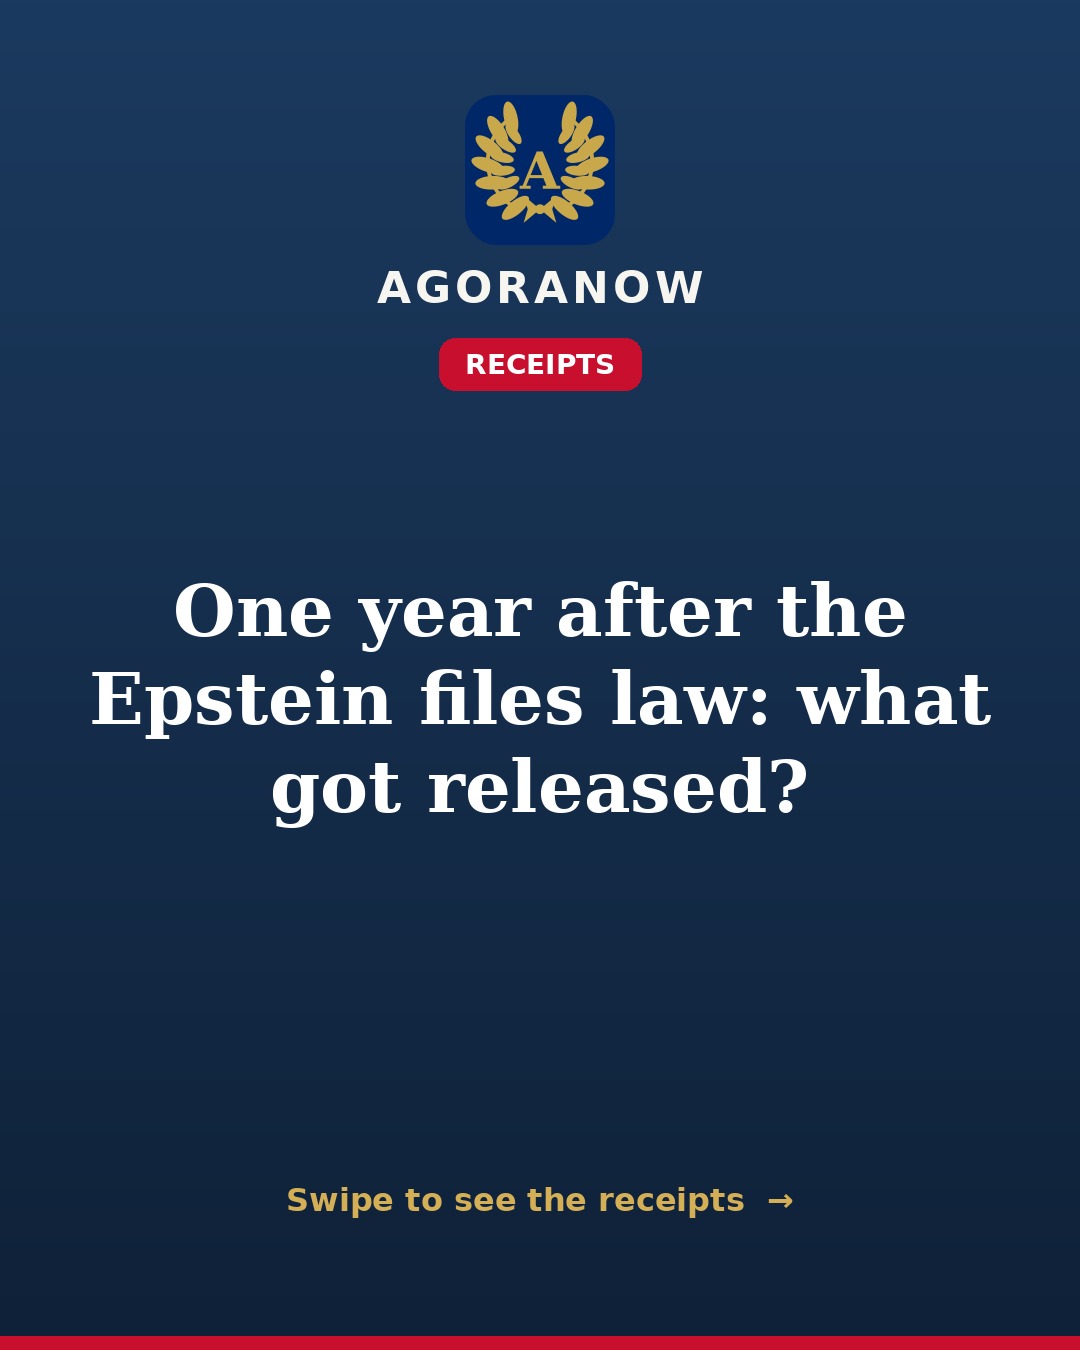 A
AGORANOW
RECEIPTS
One year after the
Epstein files law: what
got released?
Swipe to see the receipts →